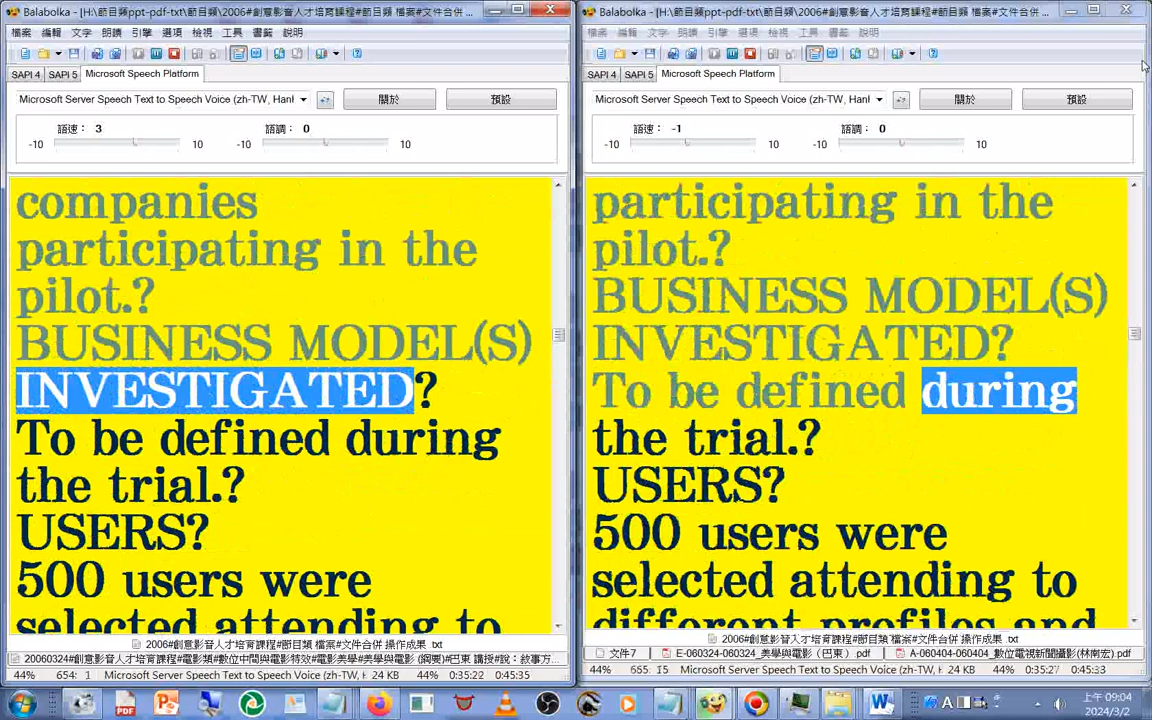 Balabolka - [H:\節目類ppt-pdf-txt\節目類\2006#創意影音人才培育課程#節目類 檔案#文件合併 ...
檔案 編輯 文字 朗讀 引擎 選項 檢視 工具 書籤 說明
SAPI 4 SAPI 5 Microsoft Speech Platform
Microsoft Server Speech Text to Speech Voice (zh-TW, HanH
關於
預設
語速： 3 語調： 0
-10 10 -10 10
companies
participating in the
pilot.?
BUSINESS MODEL(S)
INVESTIGATED?
To be defined during
the trial.?
USERS?
500 users were
selected attending to
2006#創意影音人才培育課程#節目類 檔案#文件合併 操作成果 .txt
20060324#創意影音人才培育課程#電影類#數位中間與電影特效#電影美學#美學與電影 (綱要)#巴東 講授#說：敘事方...
44% 654: 1 Microsoft Server Speech Text to Speech Voice 24 KB 0:35:22 0:45:35
Balabolka - [H:\節目類ppt-pdf-txt\節目類\2006#創意影音人才培育課程#節目類 檔案#文件合併 操作成果 ...
檔案 編輯 文字 朗讀 引擎 選項 檢視 工具 書籤 說明
SAPI 4 SAPI 5 Microsoft Speech Platform
Microsoft Server Speech Text to Speech Voice (zh-TW, HanH
關於
預設
語速： -1 語調： 0
-10 10 -10 10
participating in the
pilot.?
BUSINESS MODEL(S)
INVESTIGATED?
To be defined during
the trial.?
USERS?
500 users were
selected attending to
different profiles and
2006#創意影音人才培育課程#節目類 檔案#文件合併 操作成果 .txt
文件7 E-060324-060324_美學與電影（巴東）.pdf A-060404-060404_數位電視新聞攝影(林宥宏).pdf
44% 655: 15 Microsoft Server Speech Text to Speech Voice 24 KB 0:35:27 0:45:33
上午 09:04
2024/3/2